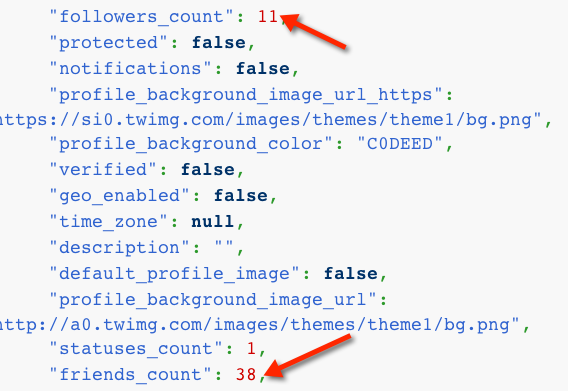 "followers_count": 11,
"protected": false,
"notifications": false,
"profile_background_image_url_https":
https://si0.twimg.com/images/themes/theme1/bg.png",
"profile_background_color": "C0DEED",
"verified": false,
"geo_enabled": false,
"time_zone": null,
"description": "",
"default_profile_image": false,
"profile_background_image_url":
http://a0.twimg.com/images/themes/theme1/bg.png",
"statuses_count": 1,
"friends_count": 38,